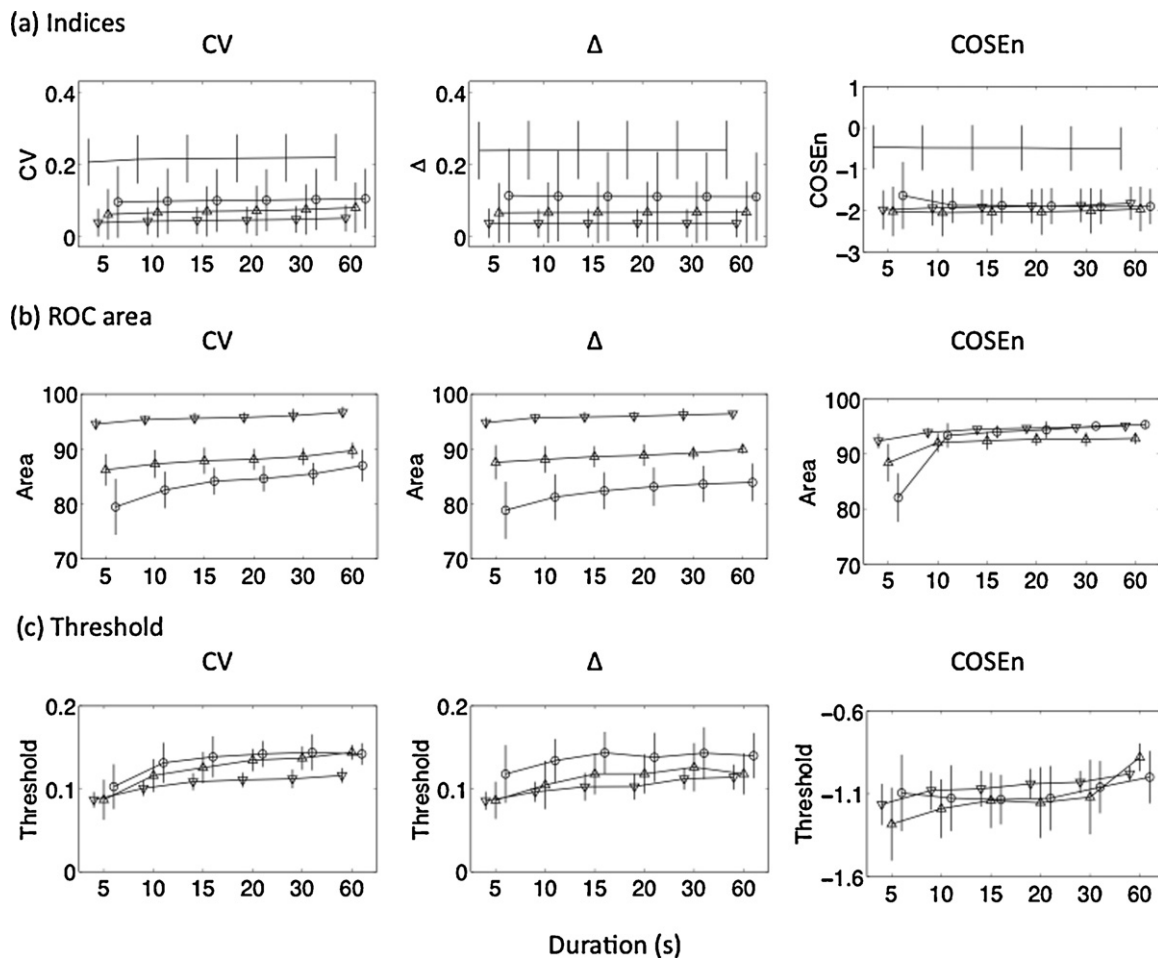 (a) Indices
CV
Δ
COSEn
CV
0.4
0.2
0
5 10 15 20 30 60
Δ
0.4
0.2
0
5 10 15 20 30 60
COSEn
1
0
−1
−2
−3
5 10 15 20 30 60
(b) ROC area
CV
Δ
COSEn
Area
100
90
80
70
5 10 15 20 30 60
Area
100
90
80
70
5 10 15 20 30 60
Area
100
90
80
70
5 10 15 20 30 60
(c) Threshold
CV
Δ
COSEn
Threshold
0.2
0.1
0
5 10 15 20 30 60
Threshold
0.2
0.1
0
5 10 15 20 30 60
Threshold
−0.6
−1.1
−1.6
5 10 15 20 30 60
Duration (s)